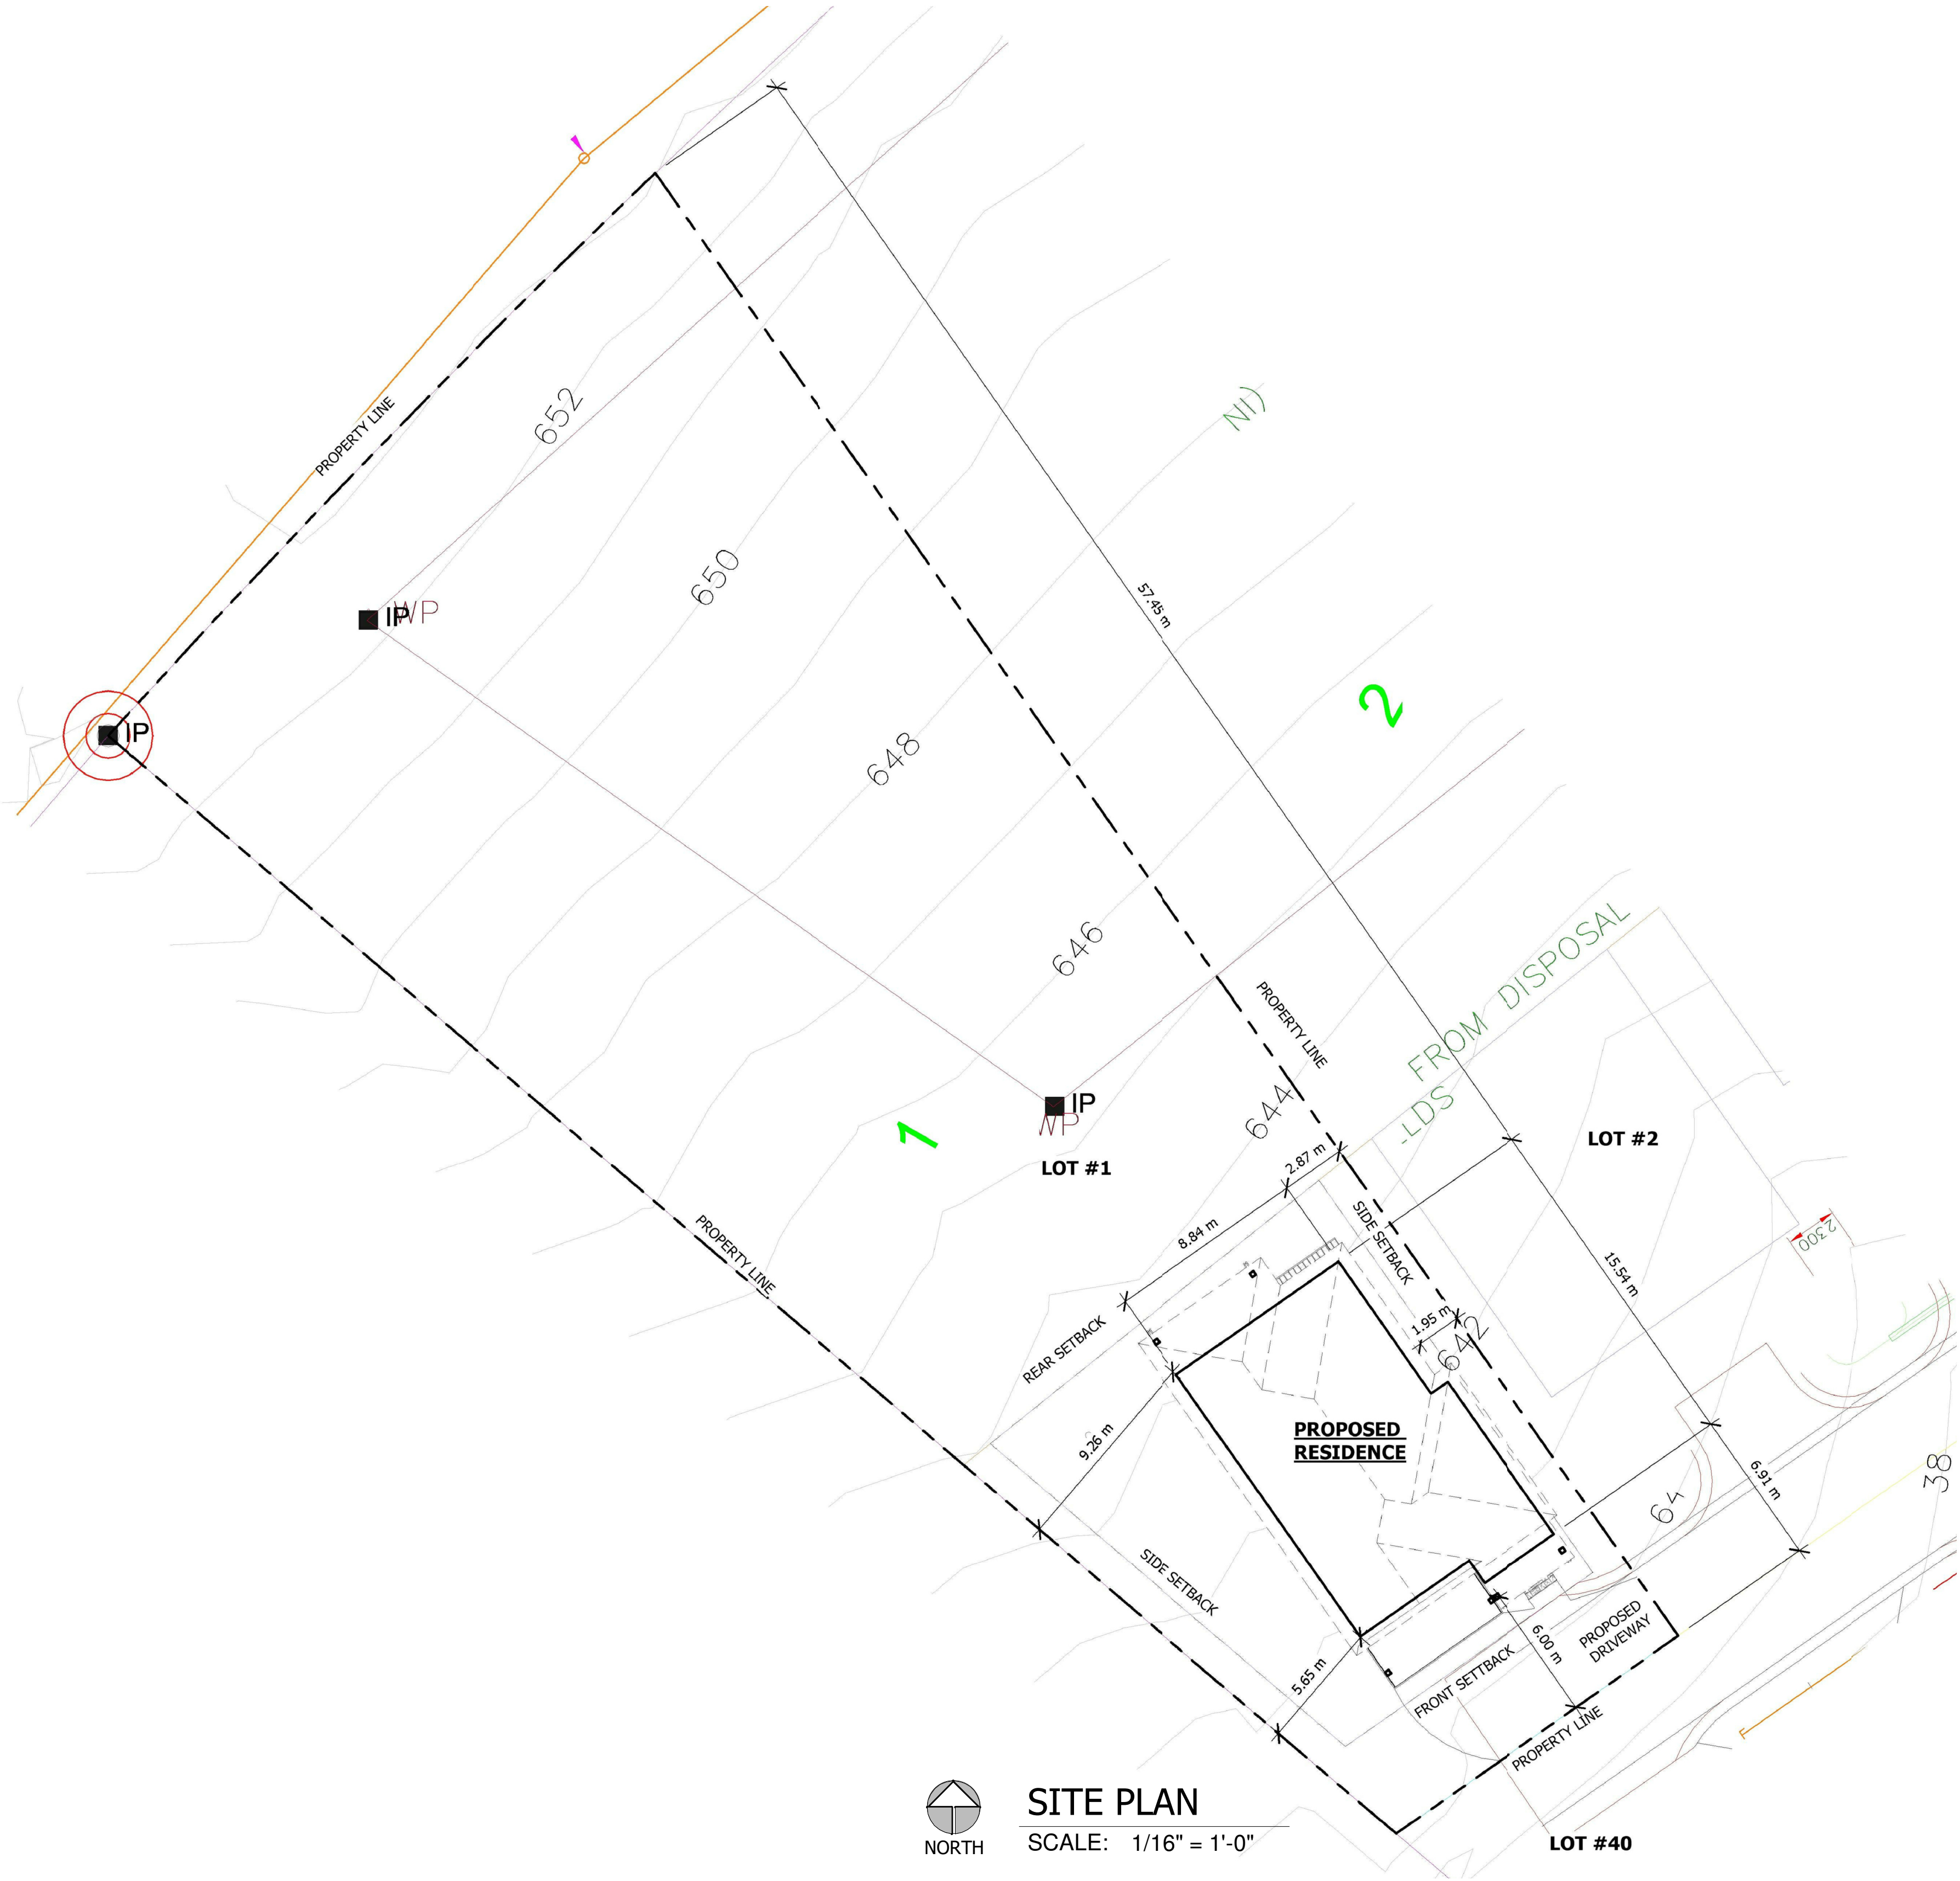 PROPERTY LINE
652
NI)
650
57.45 m
IP
WP
IP
2
648
646
FROM DISPOSAL
-LDS
PROPERTY LINE
644
IP
1
LOT #2
LOT #1
2.87 m
SIDE SETBACK
8.84 m
2300
PROPERTY LINE
15.54 m
1.95 m
642
REAR SETBACK
9.26 m
PROPOSED
RESIDENCE
6.91 m
38
64
SIDE SETBACK
5.65 m
6.00 m
PROPOSED
DRIVEWAY
FRONT SETTBACK
PROPERTY LINE
NORTH
SITE PLAN
SCALE: 1/16" = 1'-0"
LOT #40